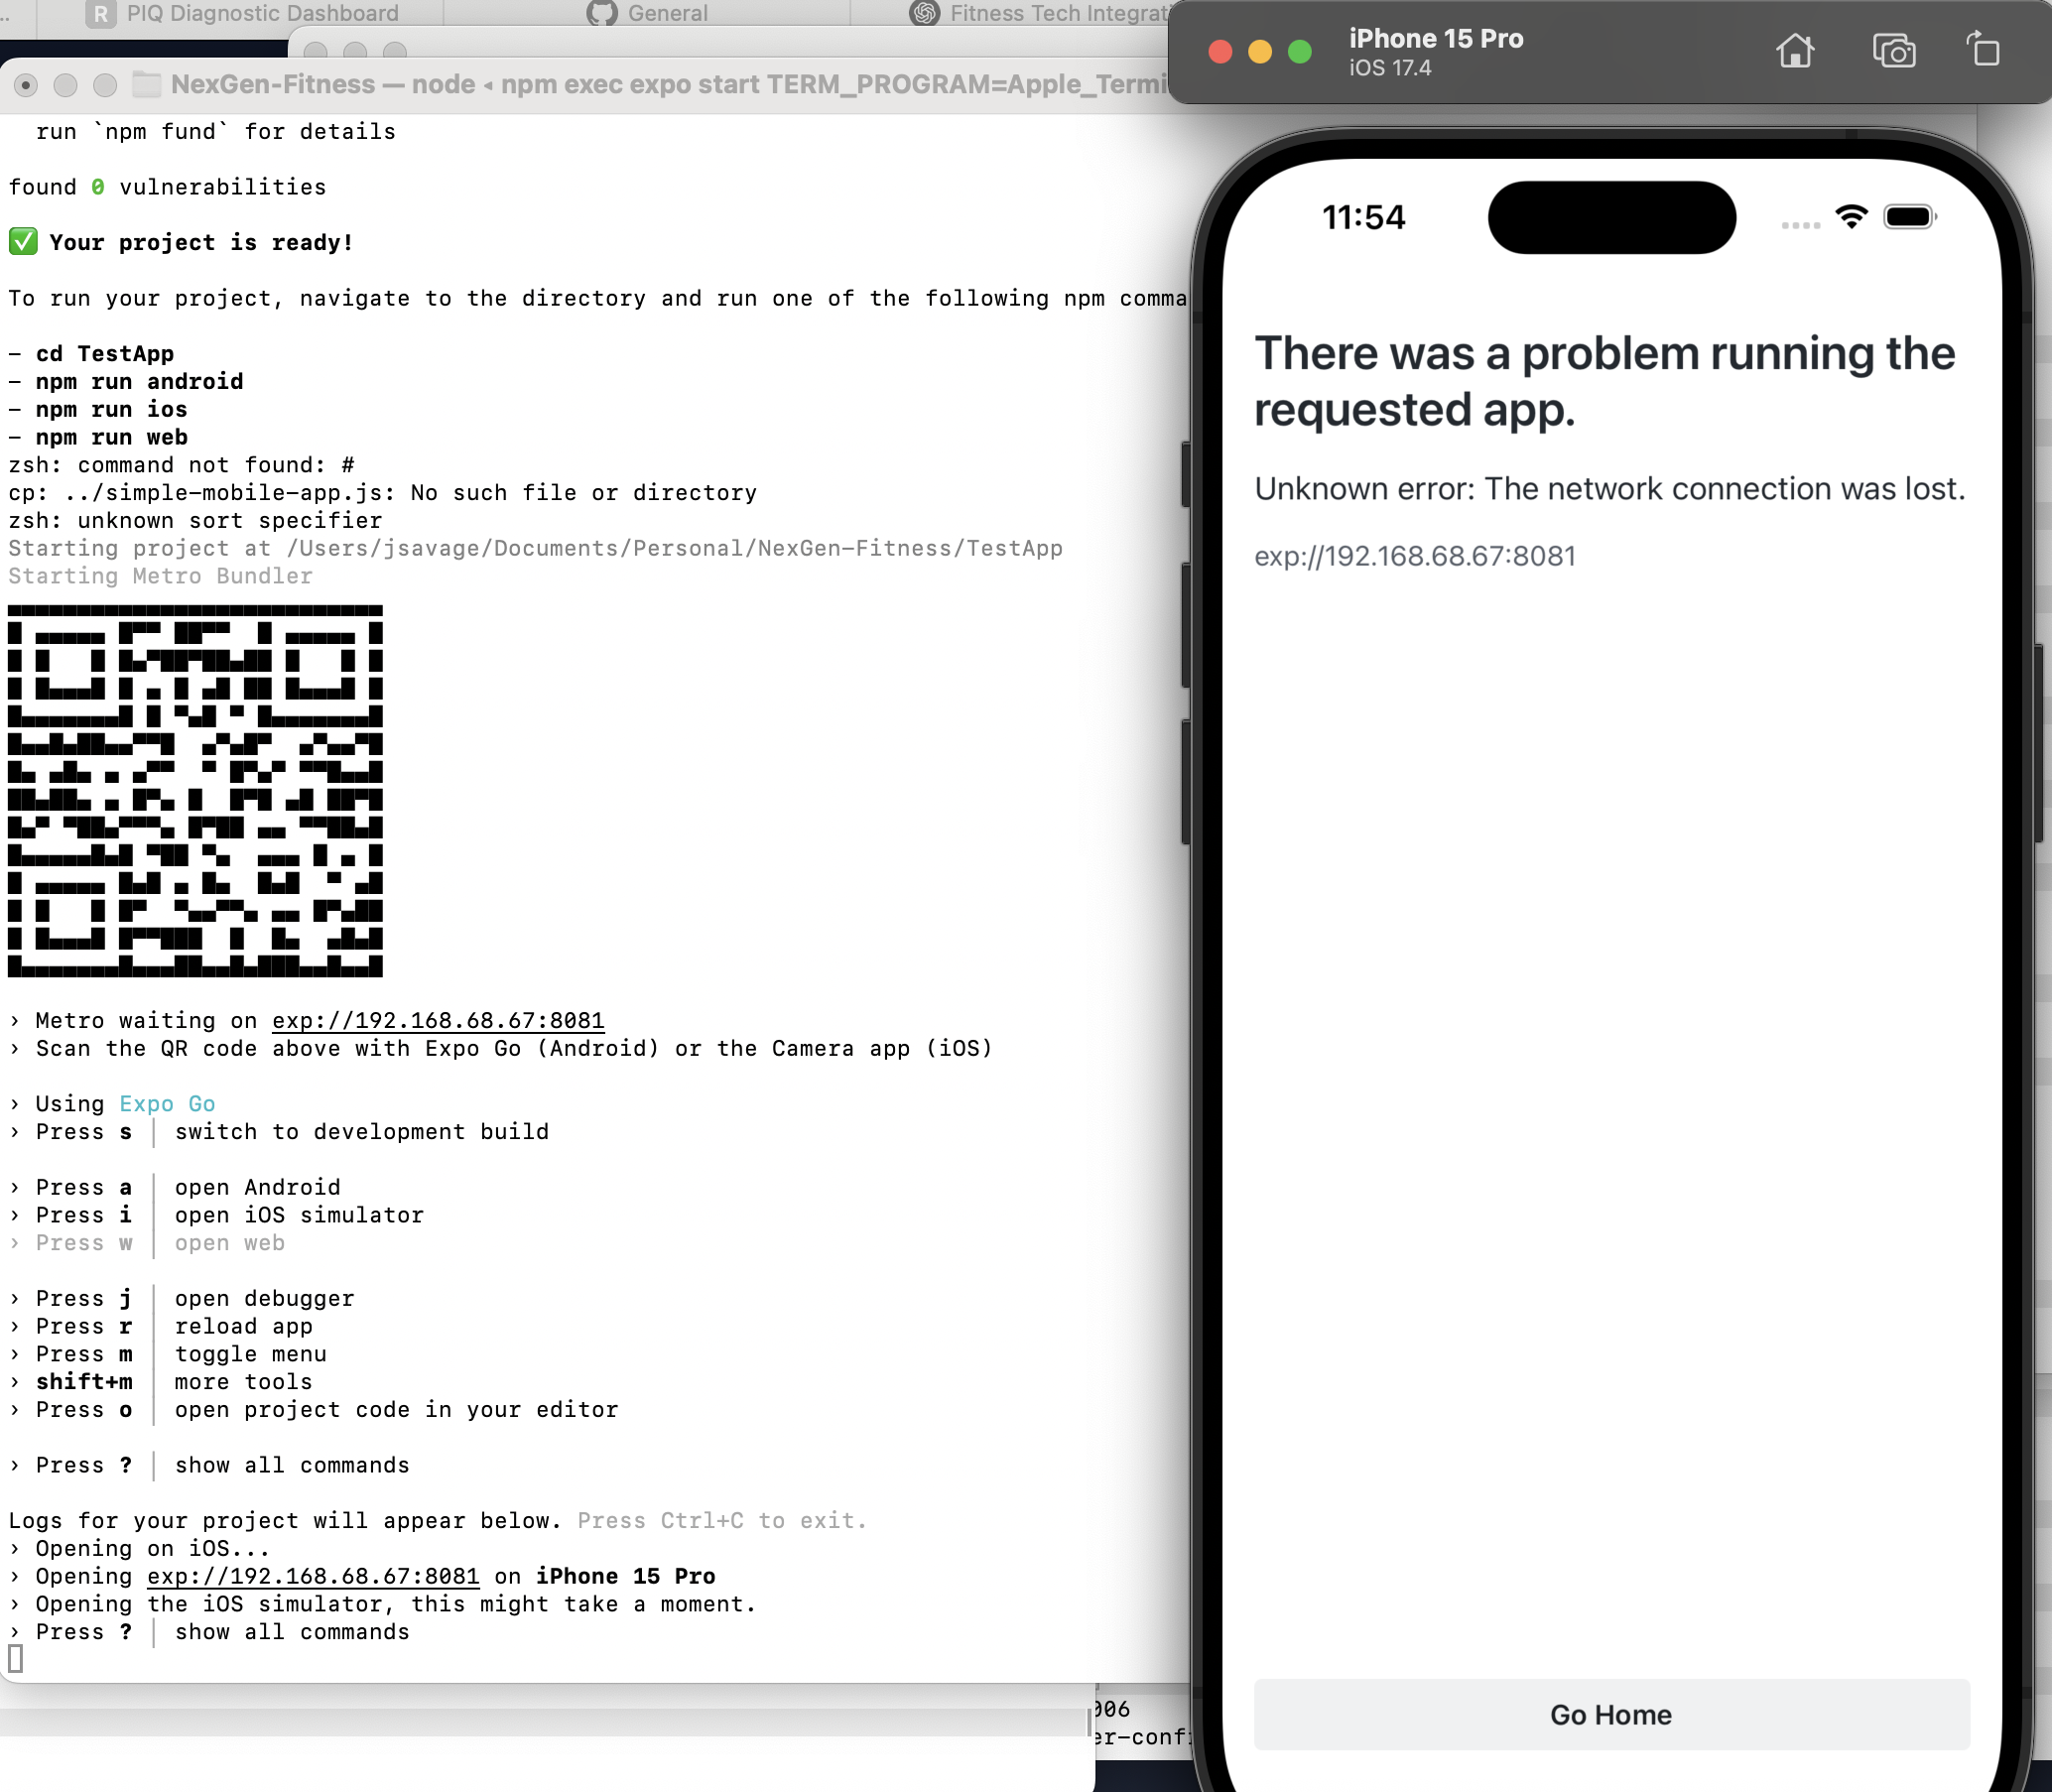 PIQ Diagnostic Dashboard
General
Fitness Tech Integrati
NexGen-Fitness — node ◂ npm exec expo start TERM_PROGRAM=Apple_Termi
run `npm fund` for details
found 0 vulnerabilities
✅ Your project is ready!
To run your project, navigate to the directory and run one of the following npm comma
- cd TestApp
- npm run android
- npm run ios
- npm run web
zsh: command not found: #
cp: ../simple-mobile-app.js: No such file or directory
zsh: unknown sort specifier
Starting project at /Users/jsavage/Documents/Personal/NexGen-Fitness/TestApp
Starting Metro Bundler
› Metro waiting on exp://192.168.68.67:8081
› Scan the QR code above with Expo Go (Android) or the Camera app (iOS)
› Using Expo Go
› Press s │ switch to development build
› Press a │ open Android
› Press i │ open iOS simulator
› Press w │ open web
› Press j │ open debugger
› Press r │ reload app
› Press m │ toggle menu
› shift+m │ more tools
› Press o │ open project code in your editor
› Press ? │ show all commands
Logs for your project will appear below. Press Ctrl+C to exit.
› Opening on iOS...
› Opening exp://192.168.68.67:8081 on iPhone 15 Pro
› Opening the iOS simulator, this might take a moment.
› Press ? │ show all commands
006
er-conf
iPhone 15 Pro
iOS 17.4
11:54
There was a problem running the
requested app.
Unknown error: The network connection was lost.
exp://192.168.68.67:8081
Go Home